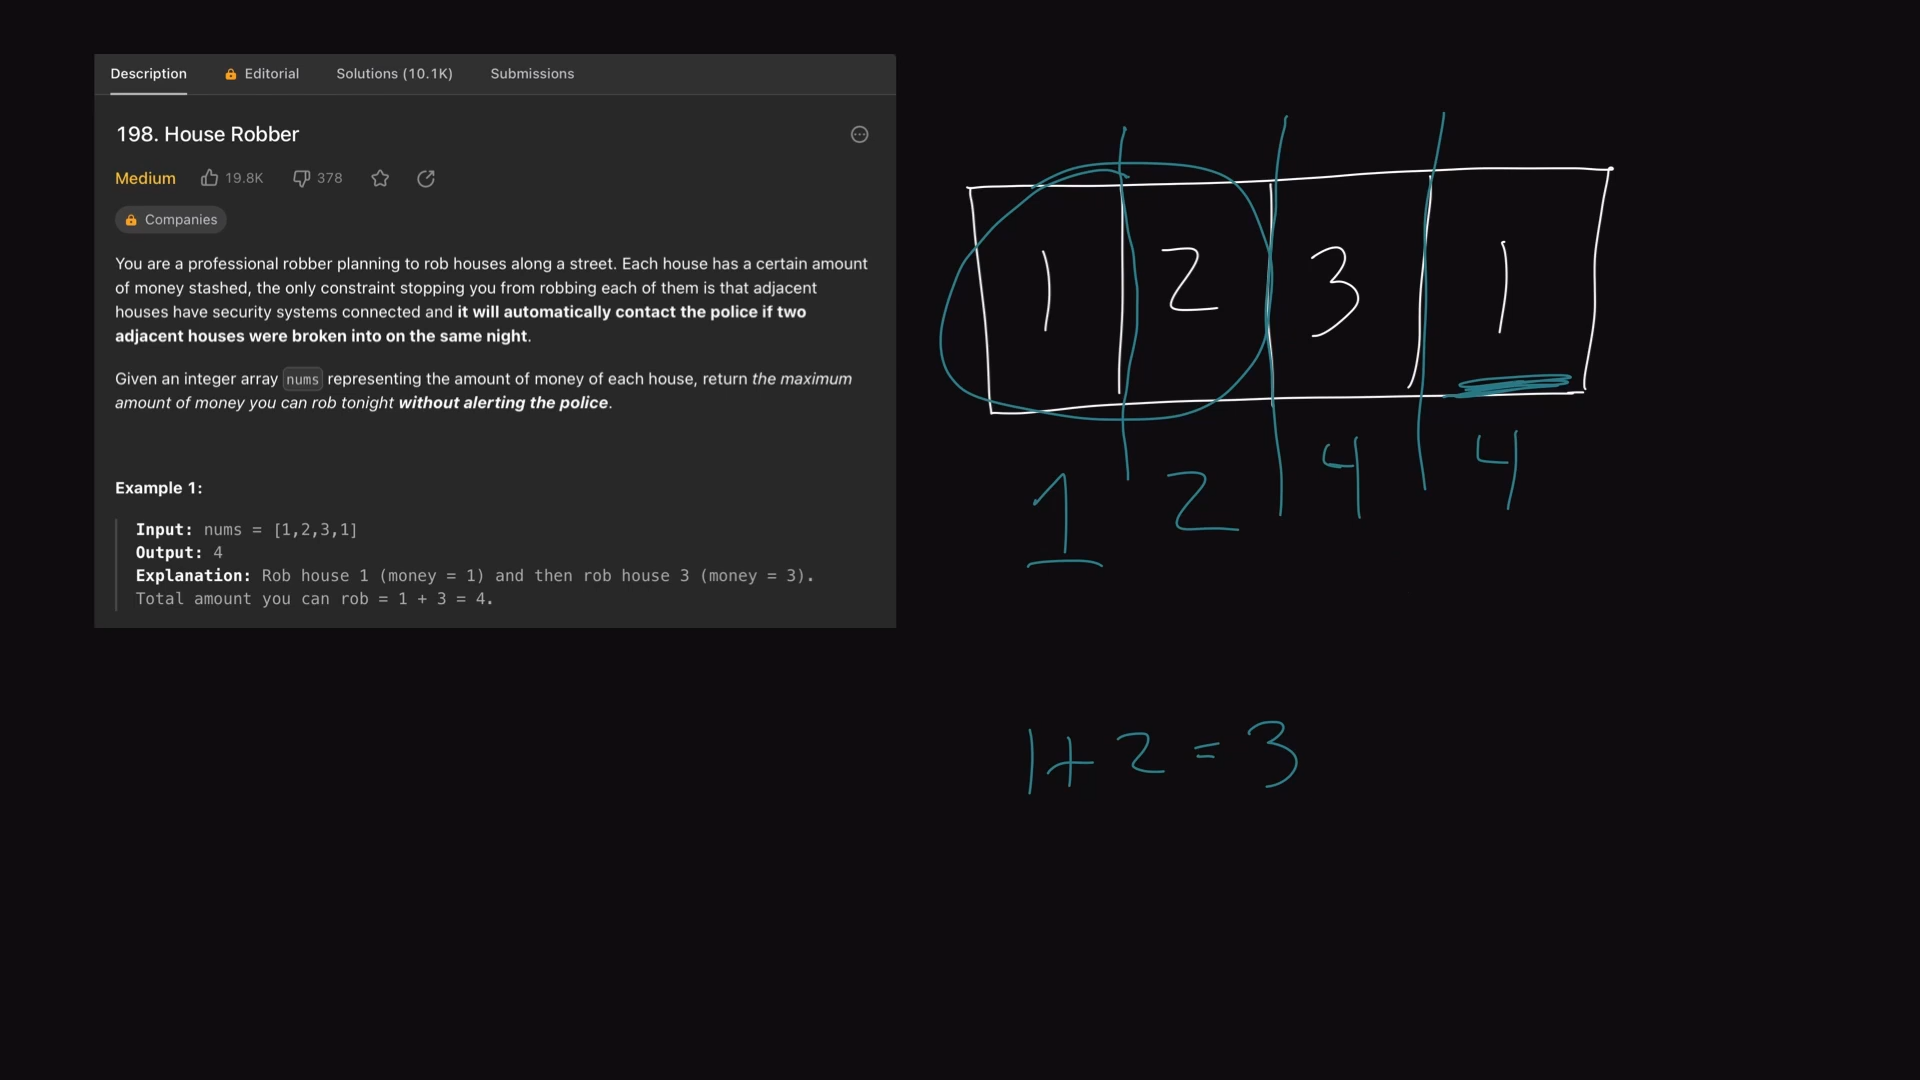 Description Editorial Solutions (10.1K) Submissions
198. House Robber
Medium 19.8K 378
Companies
You are a professional robber planning to rob houses along a street. Each house has a certain amount
of money stashed, the only constraint stopping you from robbing each of them is that adjacent
houses have security systems connected and it will automatically contact the police if two
adjacent houses were broken into on the same night.
Given an integer array nums representing the amount of money of each house, return the maximum
amount of money you can rob tonight without alerting the police.
Example 1:
Input: nums = [1,2,3,1]
Output: 4
Explanation: Rob house 1 (money = 1) and then rob house 3 (money = 3).
Total amount you can rob = 1 + 3 = 4.
1 2 3 1
1 2 4 4
1+2=3